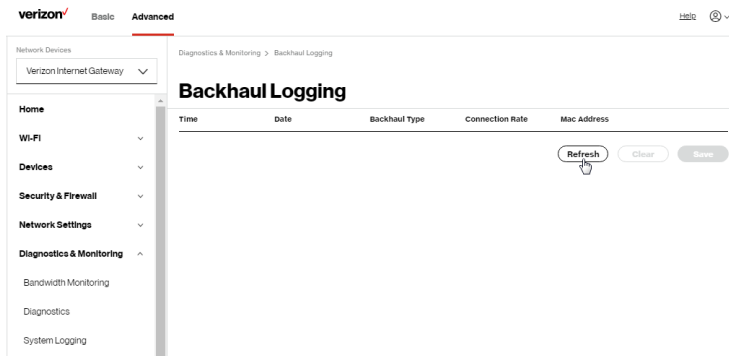 verizon Basic Advanced Help
Network Devices
Verizon Internet Gateway
Home
Wi-Fi
Devices
Security & Firewall
Network Settings
Diagnostics & Monitoring
Bandwidth Monitoring
Diagnostics
System Logging
Diagnostics & Monitoring > Backhaul Logging
Backhaul Logging
Time Date Backhaul Type Connection Rate Mac Address
Refresh Clear Save